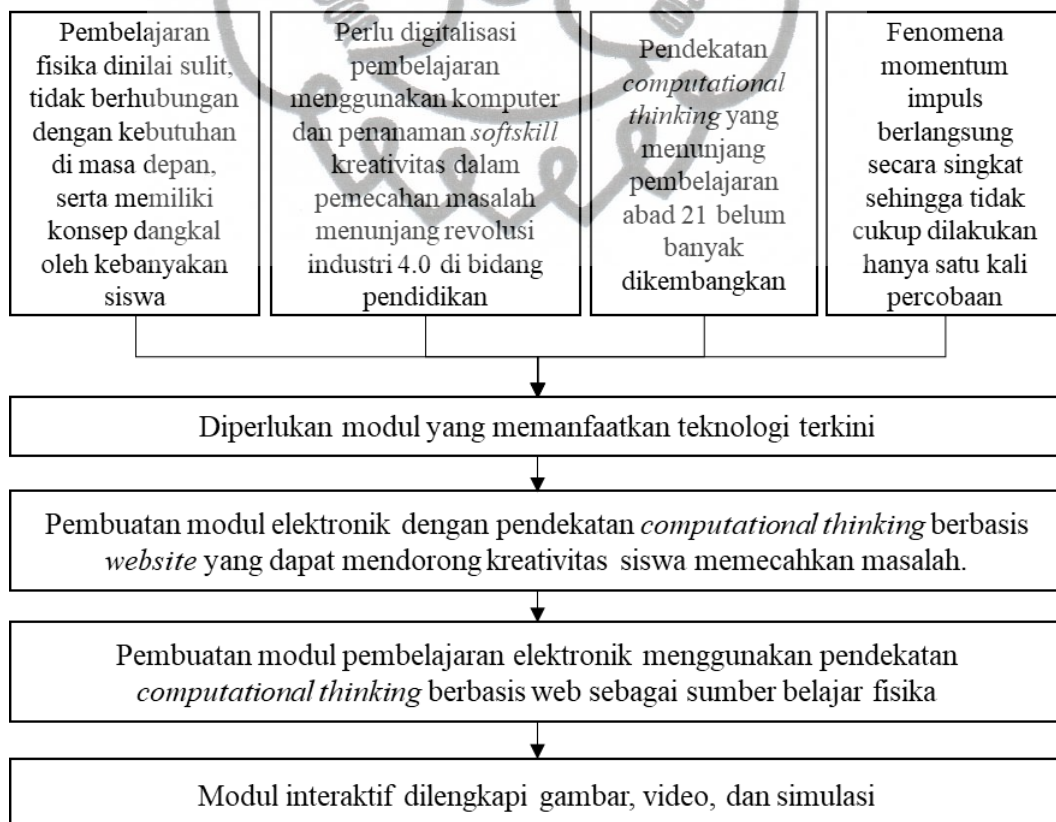 Pembelajaran
fisika dinilai sulit,
tidak berhubungan
dengan kebutuhan
di masa depan,
serta memiliki
konsep dangkal
oleh kebanyakan
siswa
Perlu digitalisasi
pembelajaran
menggunakan komputer
dan penanaman softskill
kreativitas dalam
pemecahan masalah
menunjang revolusi
industri 4.0 di bidang
pendidikan
Pendekatan
computational
thinking yang
menunjang
pembelajaran
abad 21 belum
banyak
dikembangkan
Fenomena
momentum
impuls
berlangsung
secara singkat
sehingga tidak
cukup dilakukan
hanya satu kali
percobaan
Diperlukan modul yang memanfaatkan teknologi terkini
Pembuatan modul elektronik dengan pendekatan computational thinking berbasis
website yang dapat mendorong kreativitas siswa memecahkan masalah.
Pembuatan modul pembelajaran elektronik menggunakan pendekatan
computational thinking berbasis web sebagai sumber belajar fisika
Modul interaktif dilengkapi gambar, video, dan simulasi